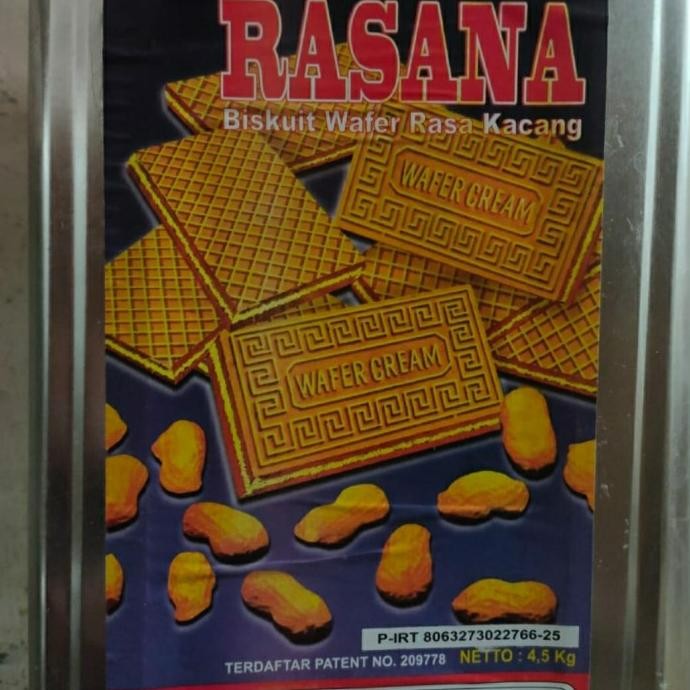 RASANA
Biskuit Wafer Rasa Kacang
WAFER CREAM
WAFER CREAM
P-IRT 8063273022766-25
TERDAFTAR PATENT NO. 209778 NETTO : 4,5 Kg